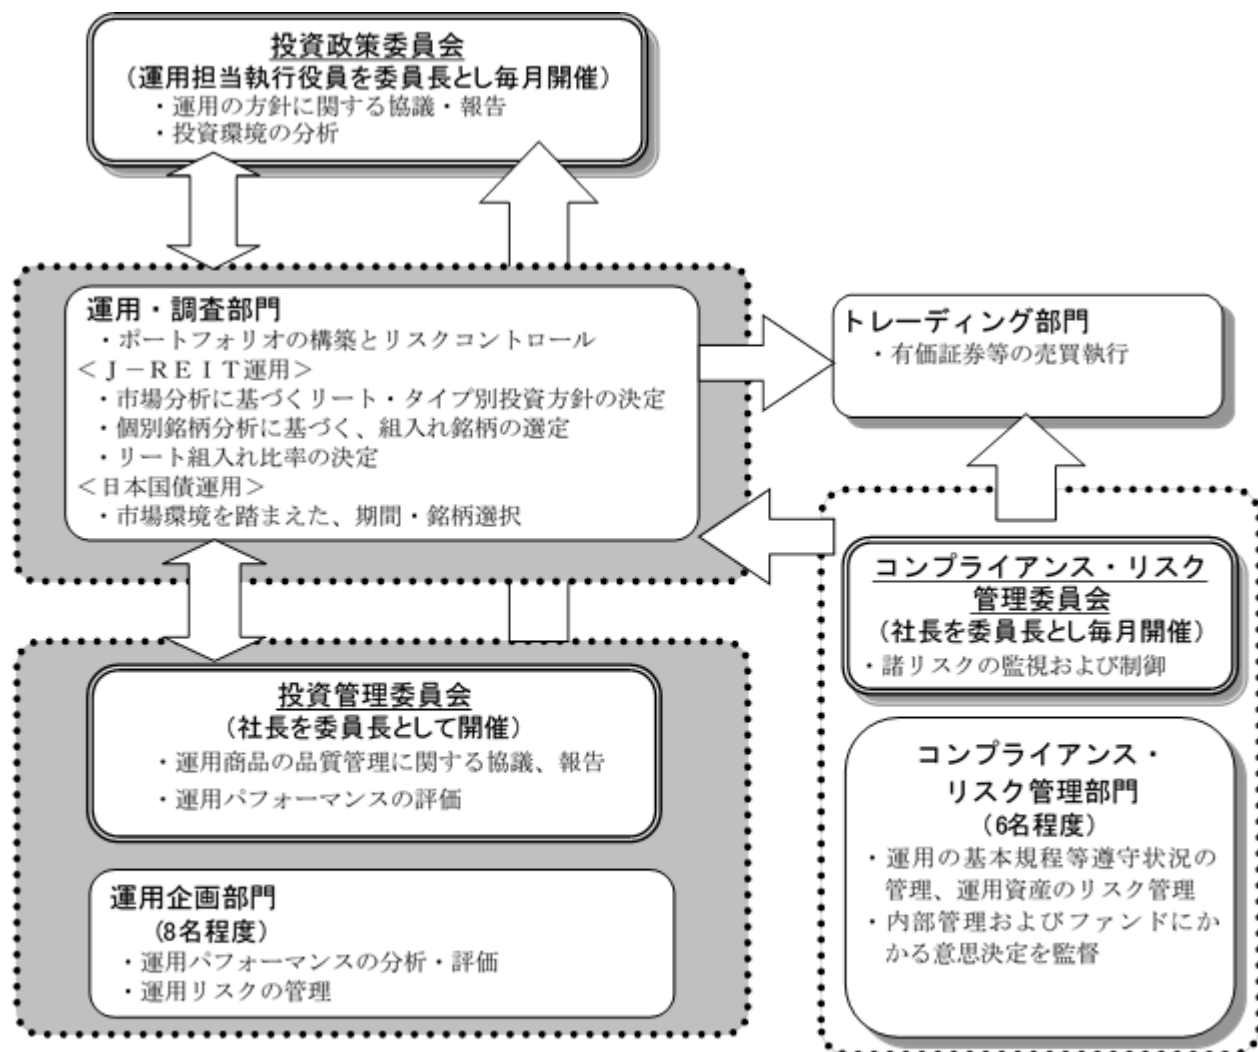 投資政策委員会
（運用担当執行役員を委員長とし毎月開催）
・運用の方針に関する協議・報告
・投資環境の分析
運用・調査部門
・ポートフォリオの構築とリスクコントロール
＜Ｊ－ＲＥＩＴ運用＞
・市場分析に基づくリート・タイプ別投資方針の決定
・個別銘柄分析に基づく、組入れ銘柄の選定
・リート組入れ比率の決定
＜日本国債運用＞
・市場環境を踏まえた、期間・銘柄選択
トレーディング部門
・有価証券等の売買執行
コンプライアンス・リスク
管理委員会
（社長を委員長とし毎月開催）
・諸リスクの監視および制御
投資管理委員会
（社長を委員長として開催）
・運用商品の品質管理に関する協議、報告
・運用パフォーマンスの評価
運用企画部門
（8名程度）
・運用パフォーマンスの分析・評価
・運用リスクの管理
コンプライアンス・
リスク管理部門
（6名程度）
・運用の基本規程等遵守状況の
管理、運用資産のリスク管理
・内部管理およびファンドにか
かる意思決定を監督